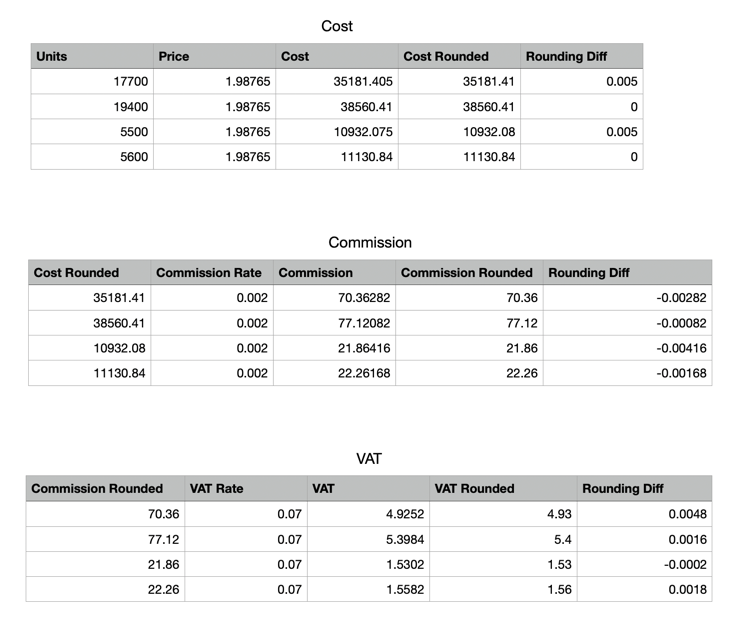 Cost
Units Price Cost Cost Rounded Rounding Diff
17700 1.98765 35181.405 35181.41 0.005
19400 1.98765 38560.41 38560.41 0
5500 1.98765 10932.075 10932.08 0.005
5600 1.98765 11130.84 11130.84 0
Commission
Cost Rounded Commission Rate Commission Commission Rounded Rounding Diff
35181.41 0.002 70.36282 70.36 -0.00282
38560.41 0.002 77.12082 77.12 -0.00082
10932.08 0.002 21.86416 21.86 -0.00416
11130.84 0.002 22.26168 22.26 -0.00168
VAT
Commission Rounded VAT Rate VAT VAT Rounded Rounding Diff
70.36 0.07 4.9252 4.93 0.0048
77.12 0.07 5.3984 5.4 0.0016
21.86 0.07 1.5302 1.53 -0.0002
22.26 0.07 1.5582 1.56 0.0018